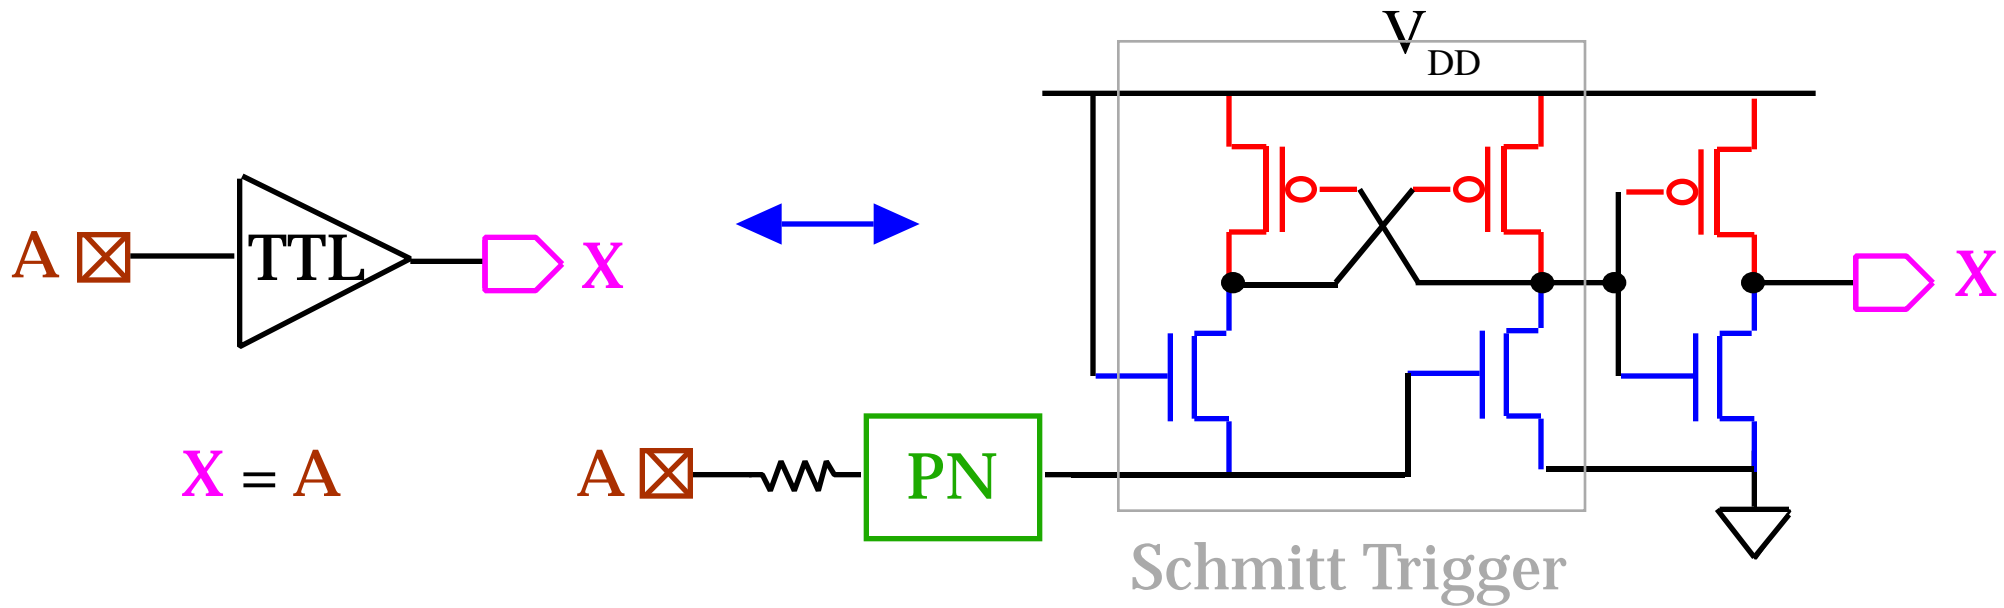 V
DD
A TTL X
X
X = A
A PN
Schmitt Trigger